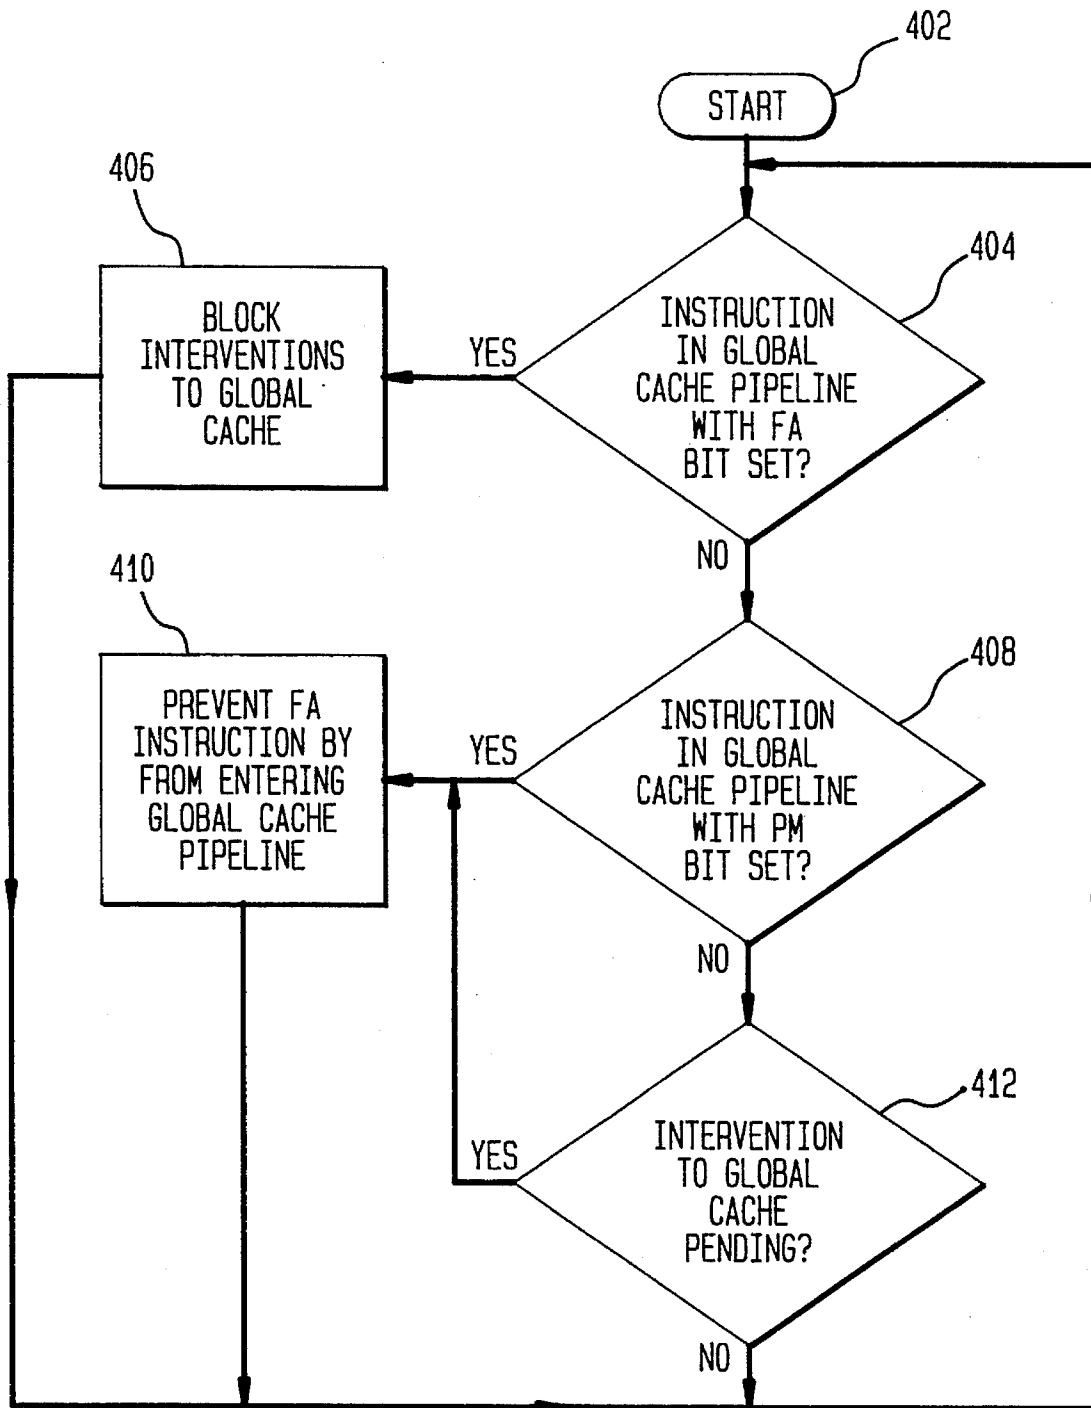 402
START
406
404
BLOCK
INTERVENTIONS
TO GLOBAL
CACHE
YES
INSTRUCTION
IN GLOBAL
CACHE PIPELINE
WITH FA
BIT SET?
NO
410
408
PREVENT FA
INSTRUCTION BY
FROM ENTERING
GLOBAL CACHE
PIPELINE
YES
INSTRUCTION
IN GLOBAL
CACHE PIPELINE
WITH PM
BIT SET?
NO
412
YES
INTERVENTION
TO GLOBAL
CACHE
PENDING?
NO